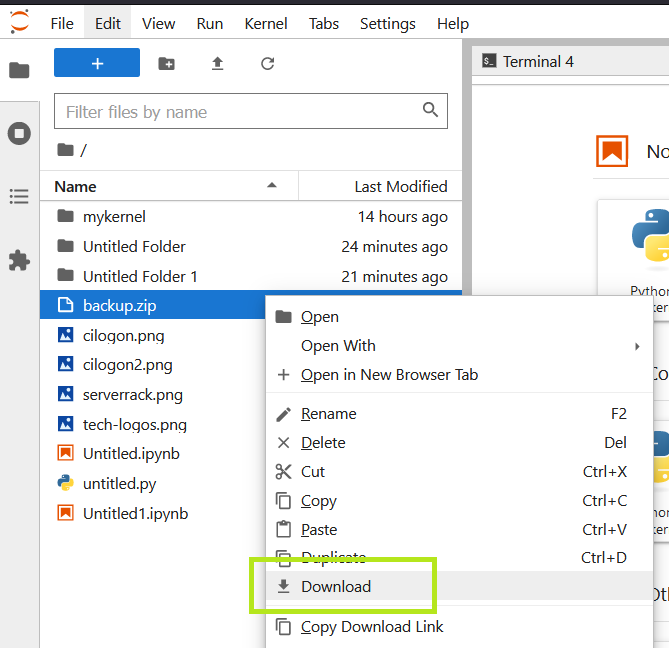 File Edit View Run Kernel Tabs Settings Help
+
Terminal 4
Filter files by name
/
Name Last Modified
mykernel 14 hours ago
Untitled Folder 24 minutes ago
Untitled Folder 1 21 minutes ago
backup.zip
cilogon.png
cilogon2.png
serverrack.png
tech-logos.png
Untitled.ipynb
untitled.py
Untitled1.ipynb
Open
Open With
Open in New Browser Tab
Rename F2
Delete Del
Cut Ctrl+X
Copy Ctrl+C
Paste Ctrl+V
Duplicate Ctrl+D
Download
Copy Download Link
No
Python